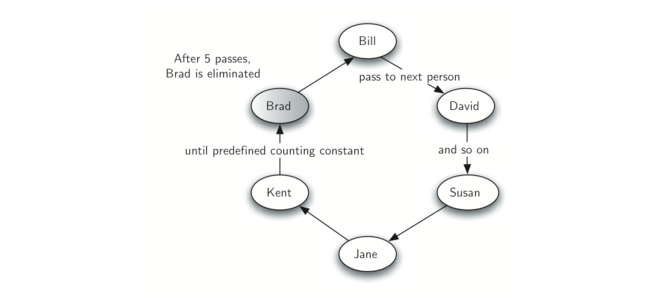 Bill
After 5 passes,
Brad is eliminated
pass to next person
Brad
David
until predefined counting constant
and so on
Kent
Susan
Jane